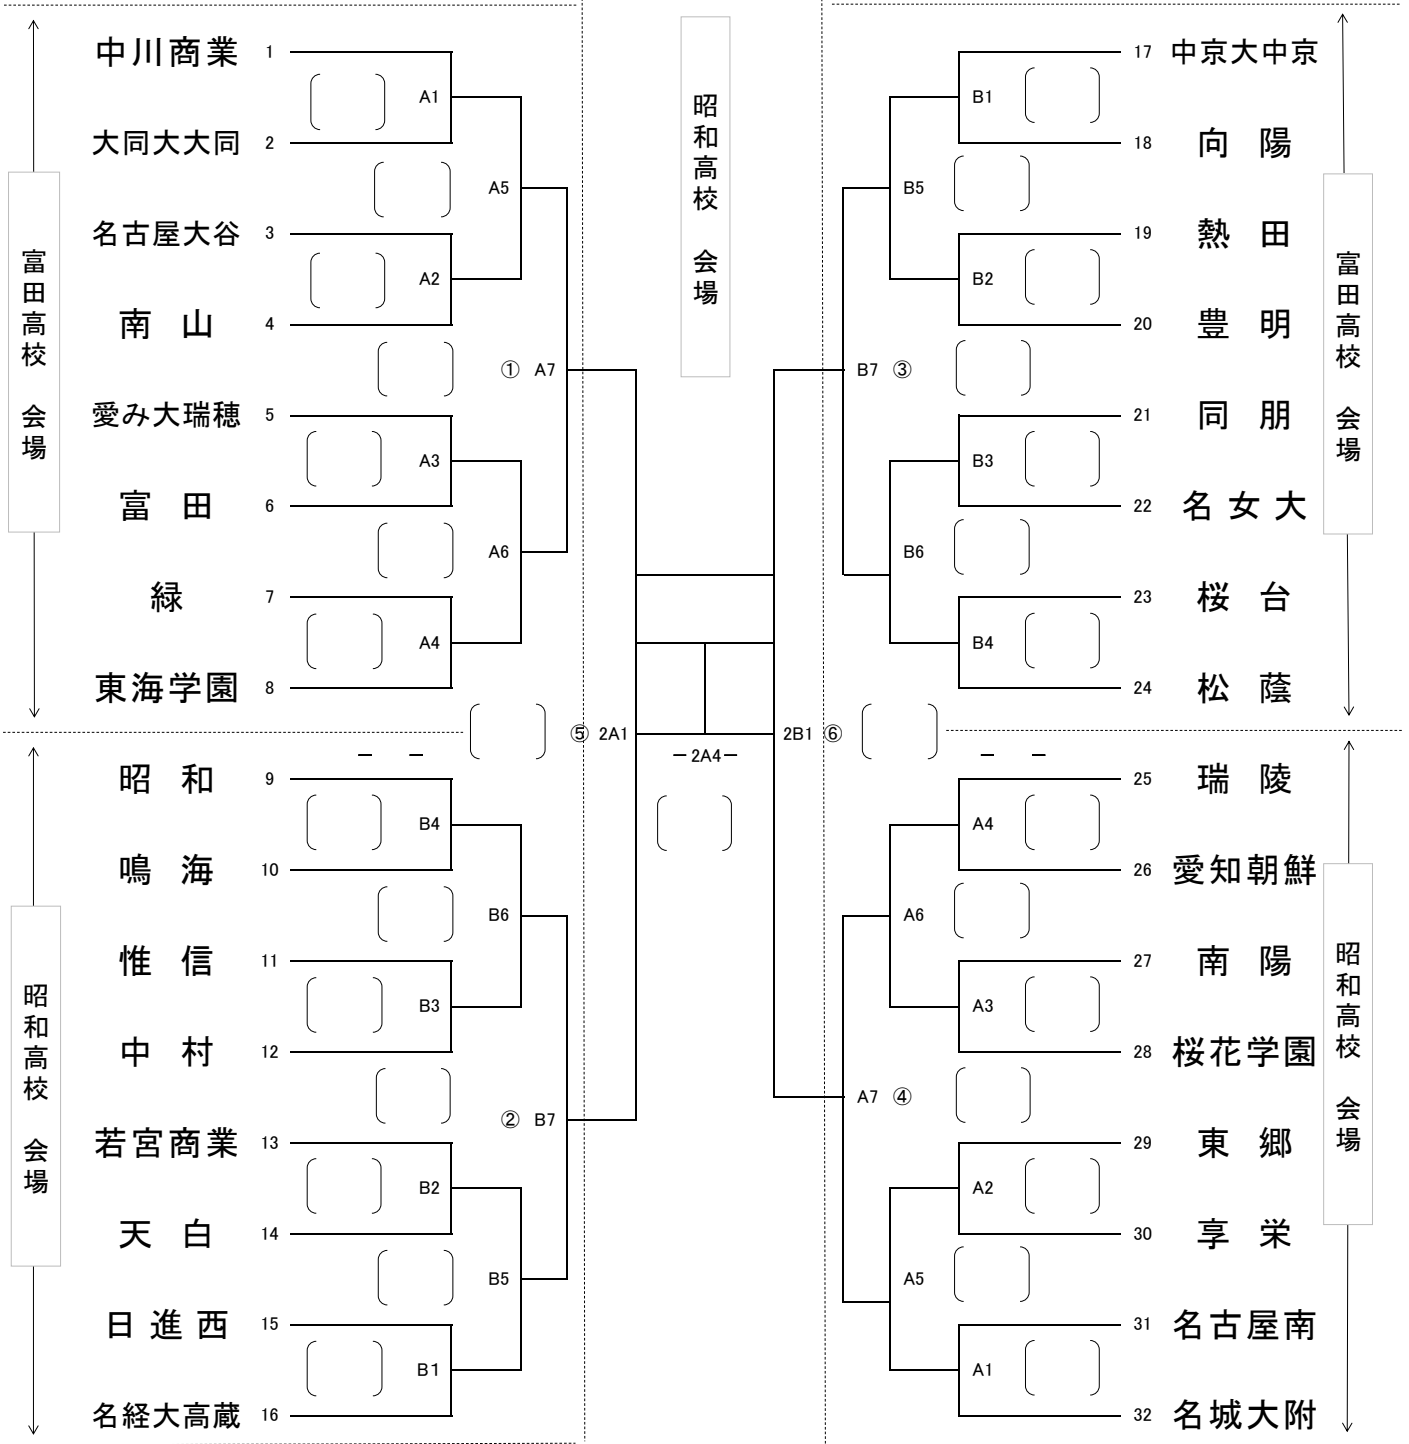 富田高校 会場
中川商業 1
A1
大同大大同 2
A5
名古屋大谷 3
A2
南 山 4
① A7
愛み大瑞穂 5
A3
富 田 6
A6
緑 7
A4
東海学園 8
昭和高校 会場
昭 和 9
B4
鳴 海 10
B6
惟 信 11
B3
中 村 12
② B7
若宮商業 13
B2
天 白 14
B5
日進西 15
B1
名経大高蔵 16
昭和高校 会場
⑤ 2A1
ー2A4ー
2B1 ⑥
17 中京大中京
B1
18 向 陽
B5
19 熱 田
B2
20 豊 明
B7 ③
21 同 朋
B3
22 名女大
B6
23 桜 台
B4
24 松 蔭
富田高校 会場
25 瑞 陵
A4
26 愛知朝鮮
A6
27 南 陽
A3
28 桜花学園
A7 ④
29 東 郷
A2
30 享 栄
A5
31 名古屋南
A1
32 名城大附
昭和高校 会場